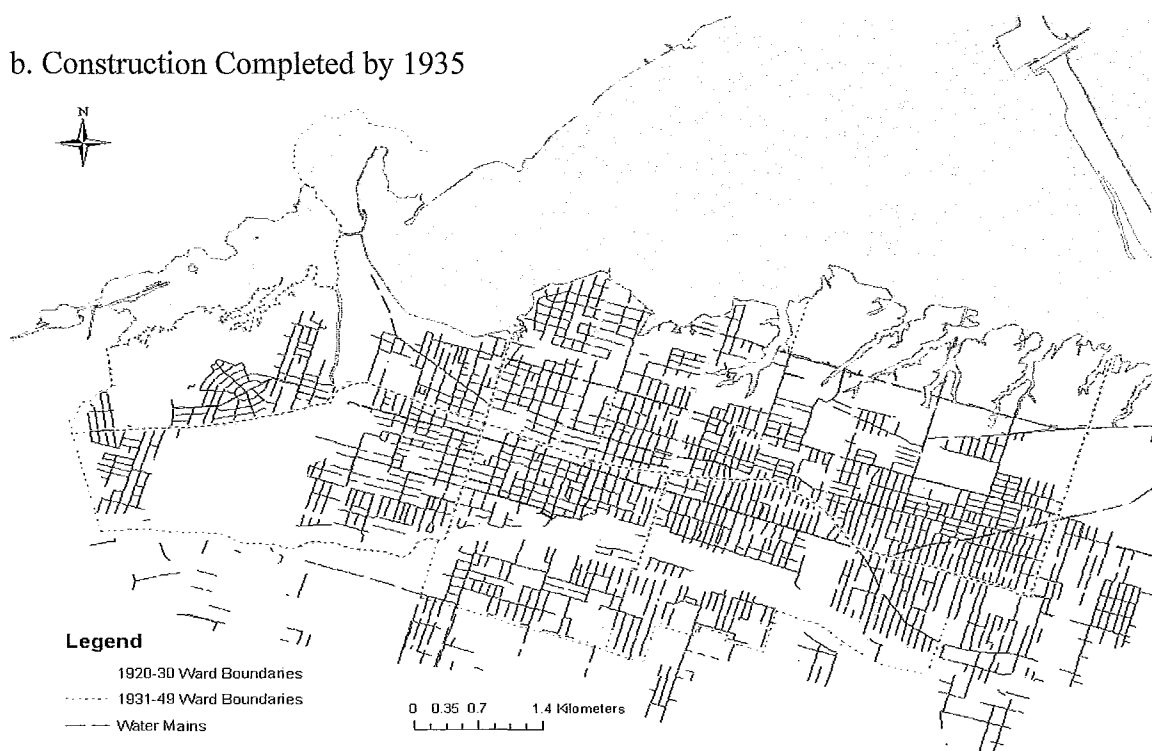 b. Construction Completed by 1935
N
Legend
1920-30 Ward Boundaries
1931-49 Ward Boundaries
Water Mains
0 0.35 0.7 1.4 Kilometers